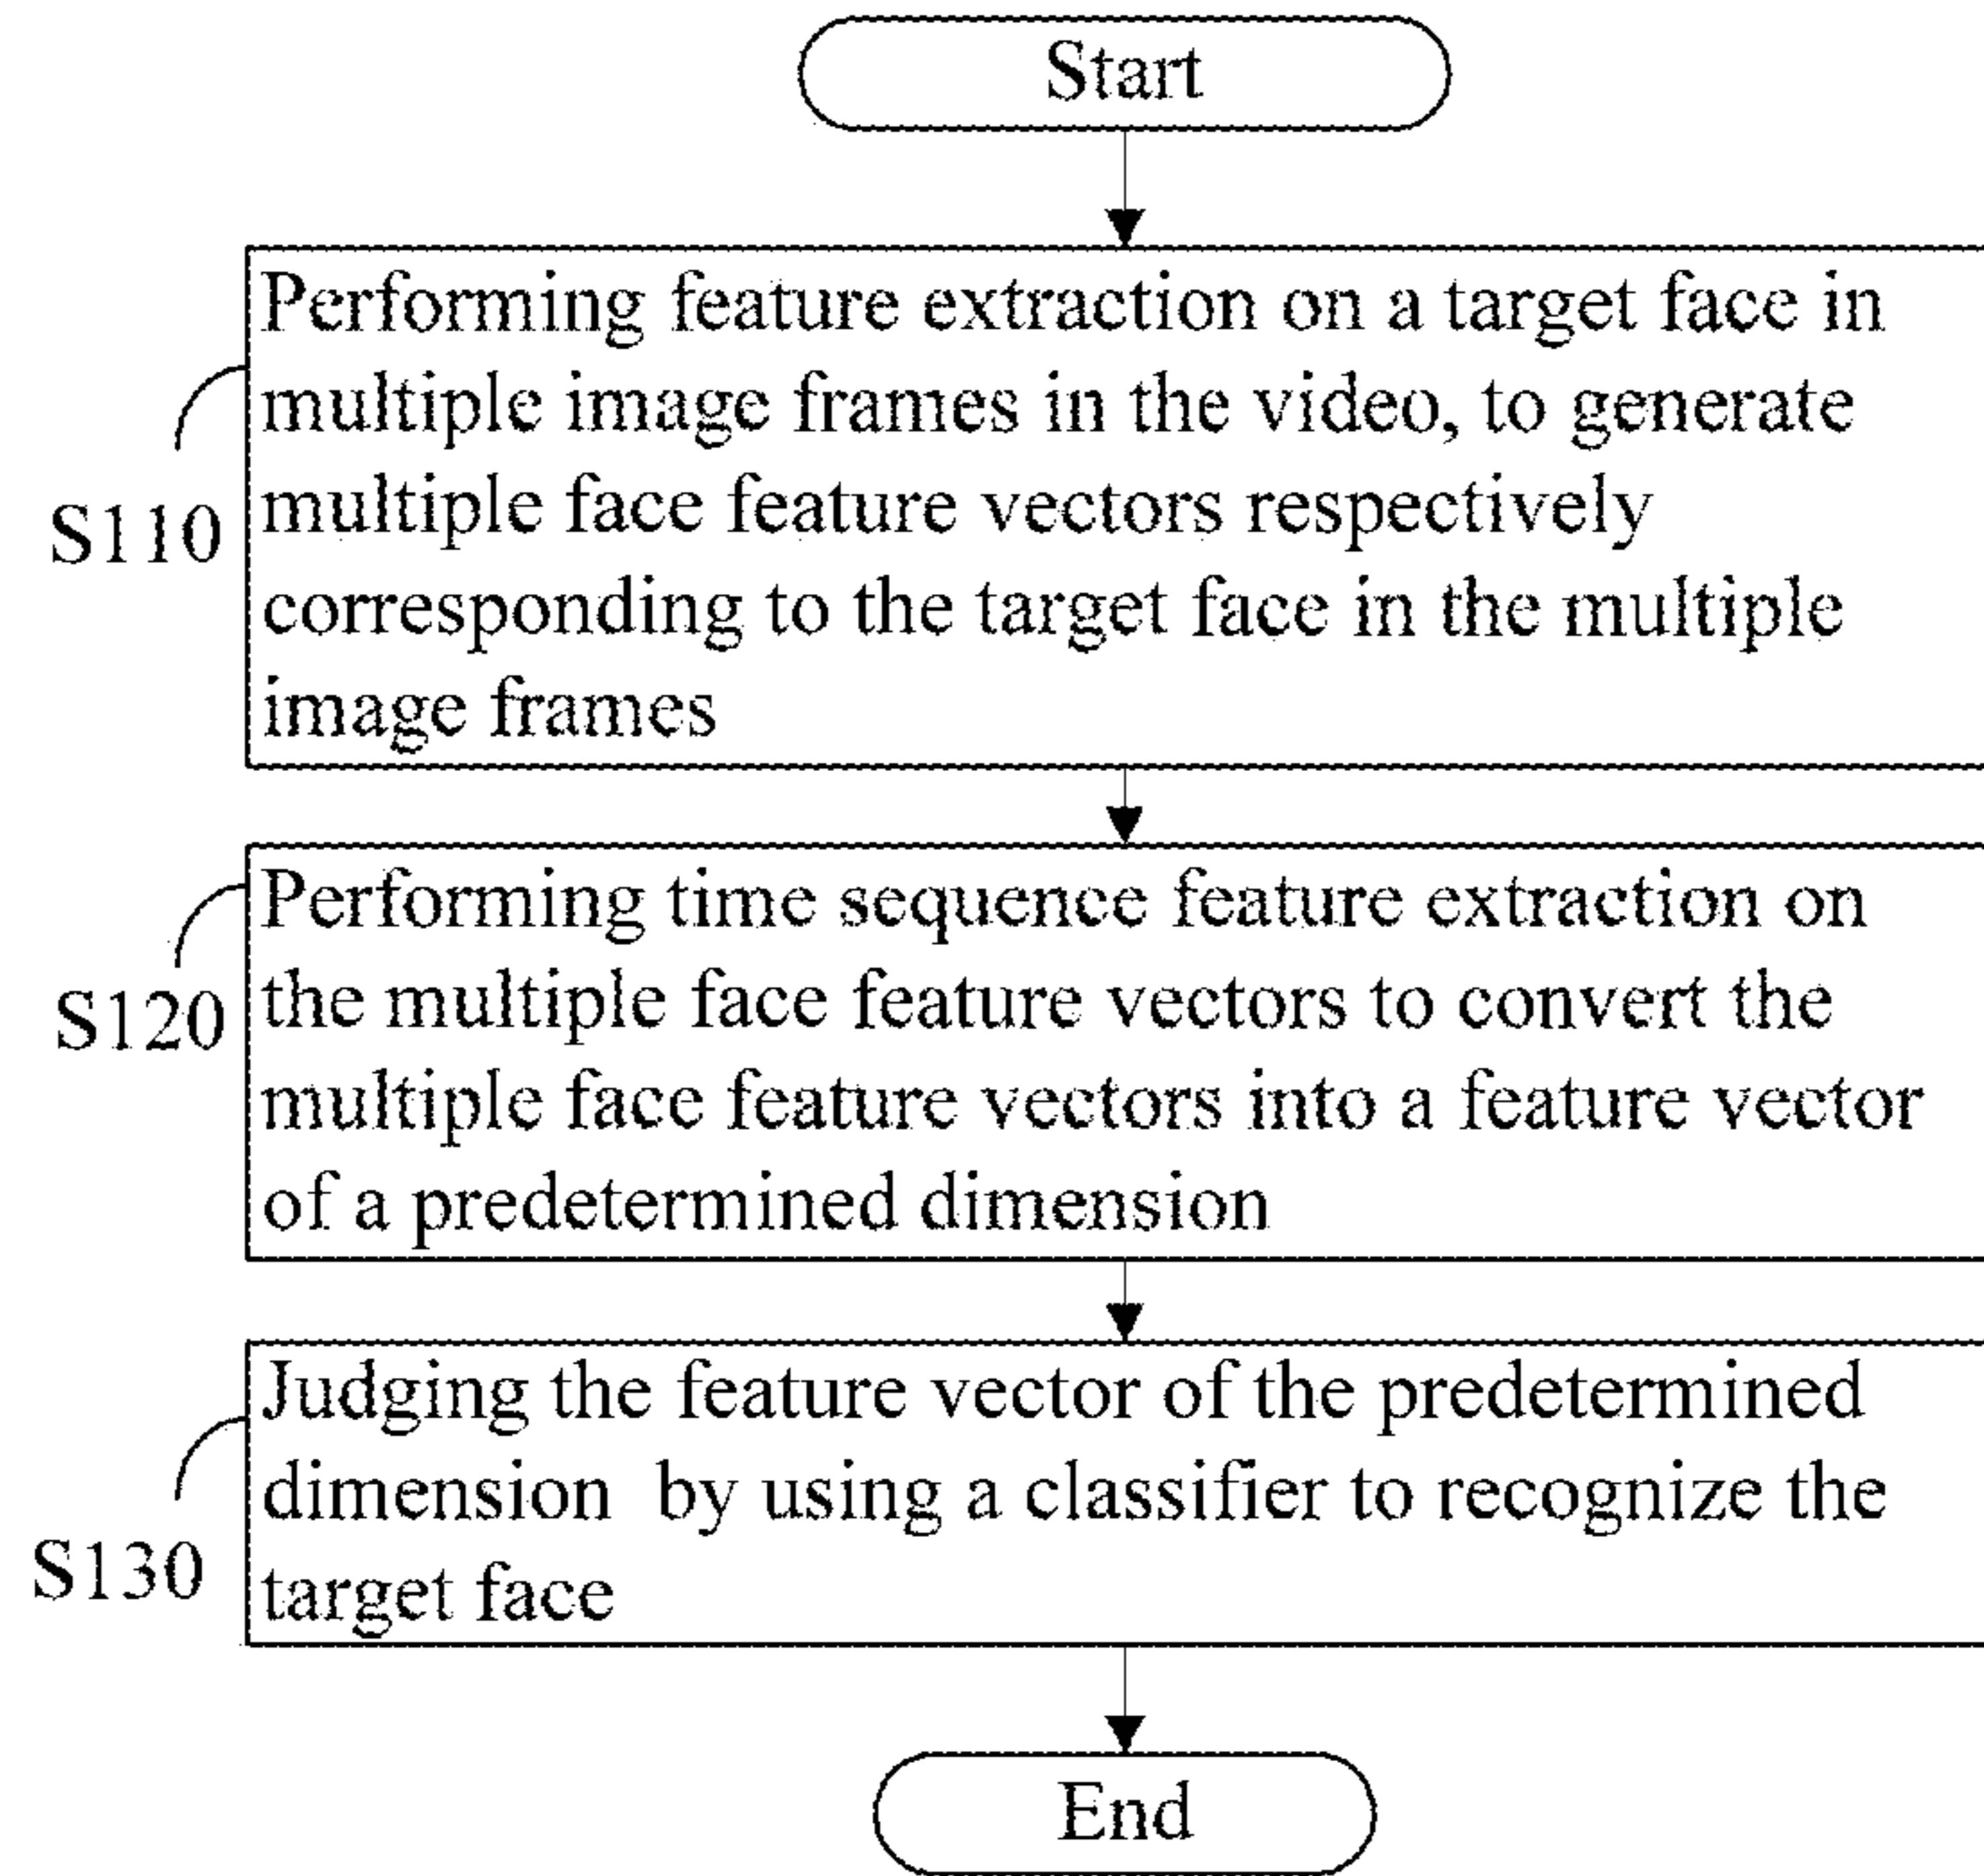 Start
Performing feature extraction on a target face in
multiple image frames in the video, to generate
multiple face feature vectors respectively
corresponding to the target face in the multiple
image frames
S110
Performing time sequence feature extraction on
the multiple face feature vectors to convert the
multiple face feature vectors into a feature vector
of a predetermined dimension
S120
Judging the feature vector of the predetermined
dimension by using a classifier to recognize the
target face
S130
End